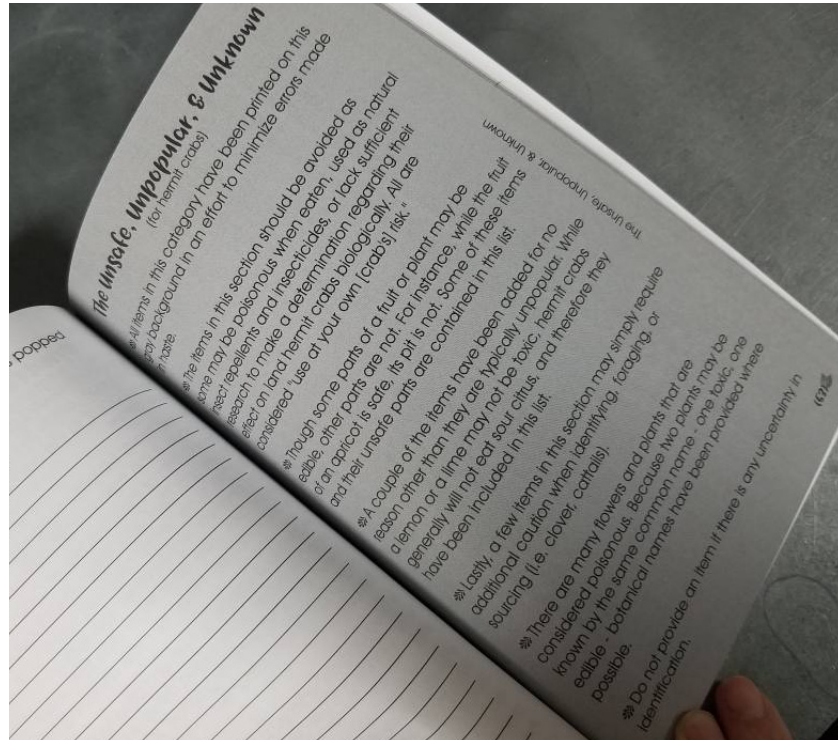 The Unsafe, Unpopular, & Unknown
(for hermit crabs)
All items in this category have been printed on this
gray background in an effort to minimize errors made
in haste.
The items in this section should be avoided as
some may be poisonous when eaten, used as natural
insect repellents and insecticides, or lack sufficient
research to make a determination regarding their
effect on land hermit crabs biologically. All are
considered "use at your own [crab's] risk."
Though some parts of a fruit or plant may be
edible, other parts are not. For instance, while the fruit
of an apricot is safe, its pit is not. Some of these items
and their unsafe parts are contained in this list.
A couple of the items have been added for no
reason other than they are typically unpopular. While
a lemon or a lime may not be toxic, hermit crabs
generally will not eat sour citrus, and therefore they
have been included in this list.
Lastly, a few items in this section may simply require
additional caution when identifying, foraging, or
sourcing (i.e. clover, cattails).
There are many flowers and plants that are
considered poisonous. Because two plants may be
known by the same common name - one toxic, one
edible - botanical names have been provided where
possible.
Do not provide an item if there is any uncertainty in
identification.
The Unsafe, Unpopular, & Unknown